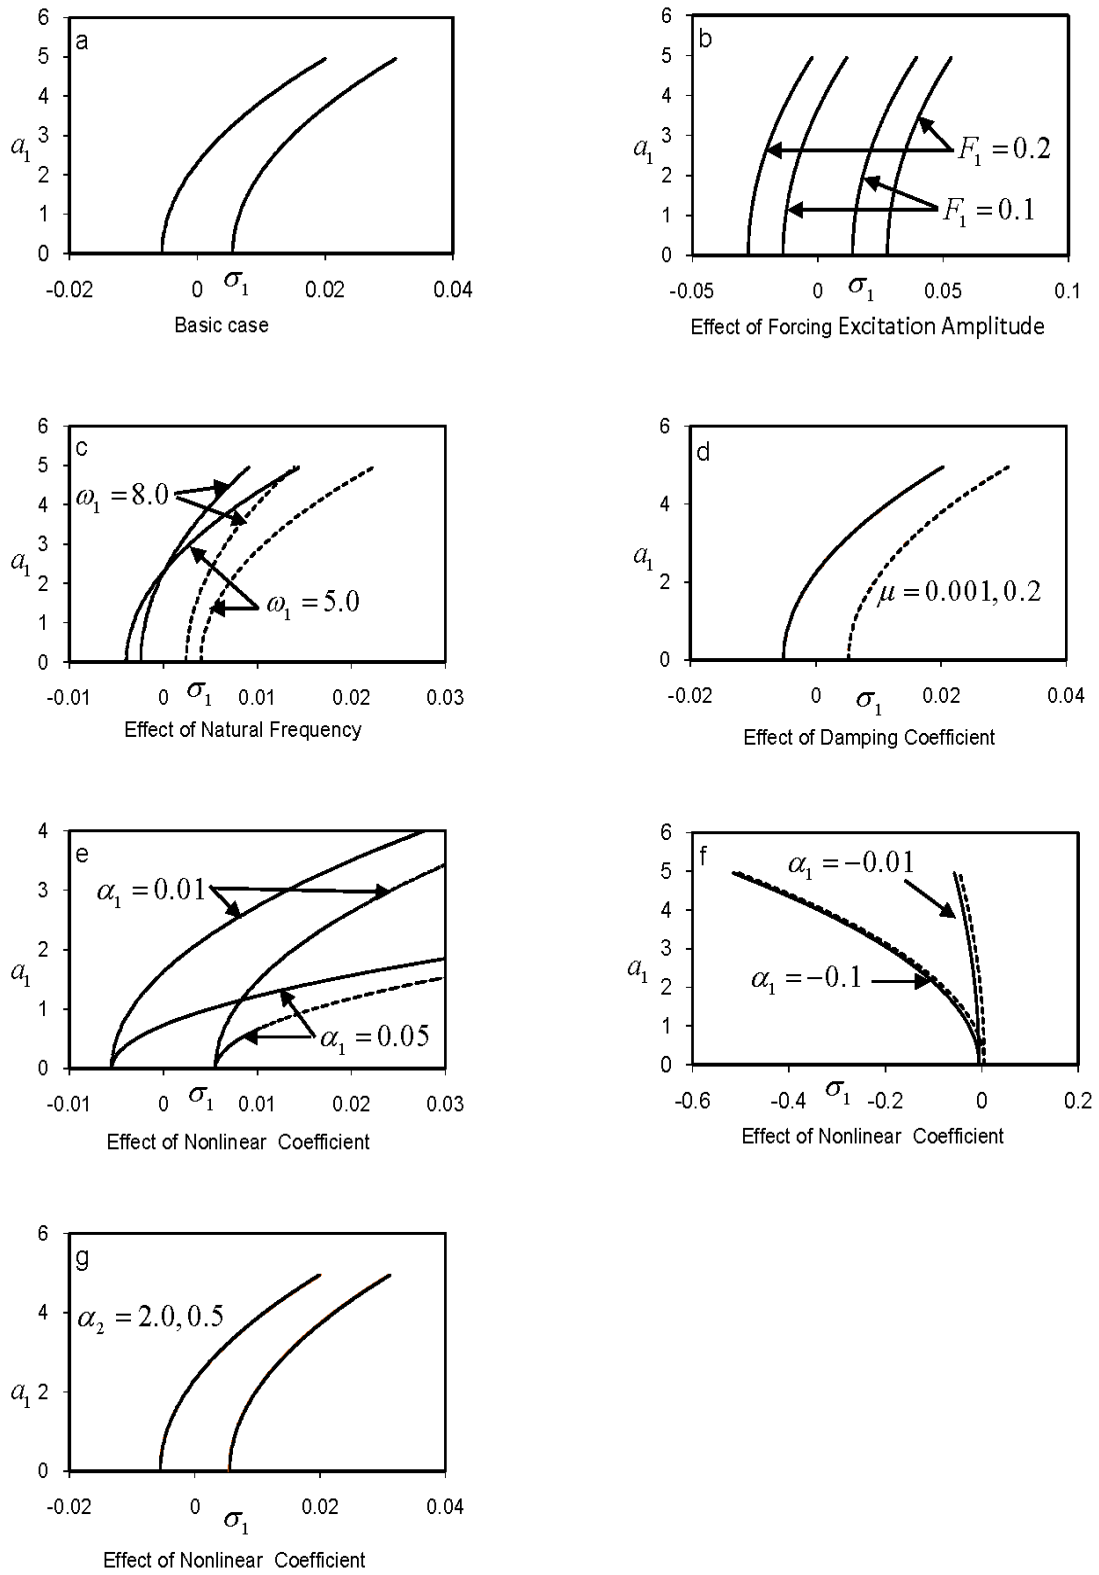 a
6
5
4
a₁ 3
2
1
0
-0.02 0 σ₁ 0.02 0.04
Basic case
b
6
5
4
a₁ 3
2
1
0
F₁ = 0.2
F₁ = 0.1
-0.05 0 σ₁ 0.05 0.1
Effect of Forcing Excitation Amplitude
c
6
5
4
3
a₁ 2
1
0
ω₁ = 8.0
ω₁ = 5.0
-0.01 0 σ₁ 0.01 0.02 0.03
Effect of Natural Frequency
d
6
4
a₁
2
0
μ = 0.001, 0.2
-0.02 0 σ₁ 0.02 0.04
Effect of Damping Coefficient
e
4
3
2
a₁
1
0
α₁ = 0.01
α₁ = 0.05
-0.01 0 σ₁ 0.01 0.02 0.03
Effect of Nonlinear Coefficient
f
6
5
4
3
a₁
2
1
0
α₁ = −0.01
α₁ = −0.1
-0.6 -0.4 σ₁ -0.2 0 0.2
Effect of Nonlinear Coefficient
g
6
4
a₁ 2
0
α₂ = 2.0, 0.5
-0.02 0 σ₁ 0.02 0.04
Effect of Nonlinear Coefficient